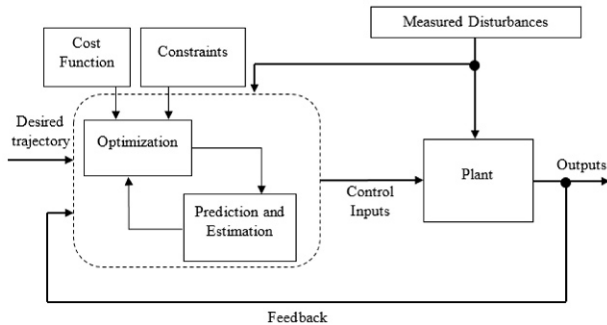 Measured Disturbances
Cost
Function
Constraints
Desired
trajectory
Optimization
Prediction and
Estimation
Control
Inputs
Plant
Outputs
Feedback